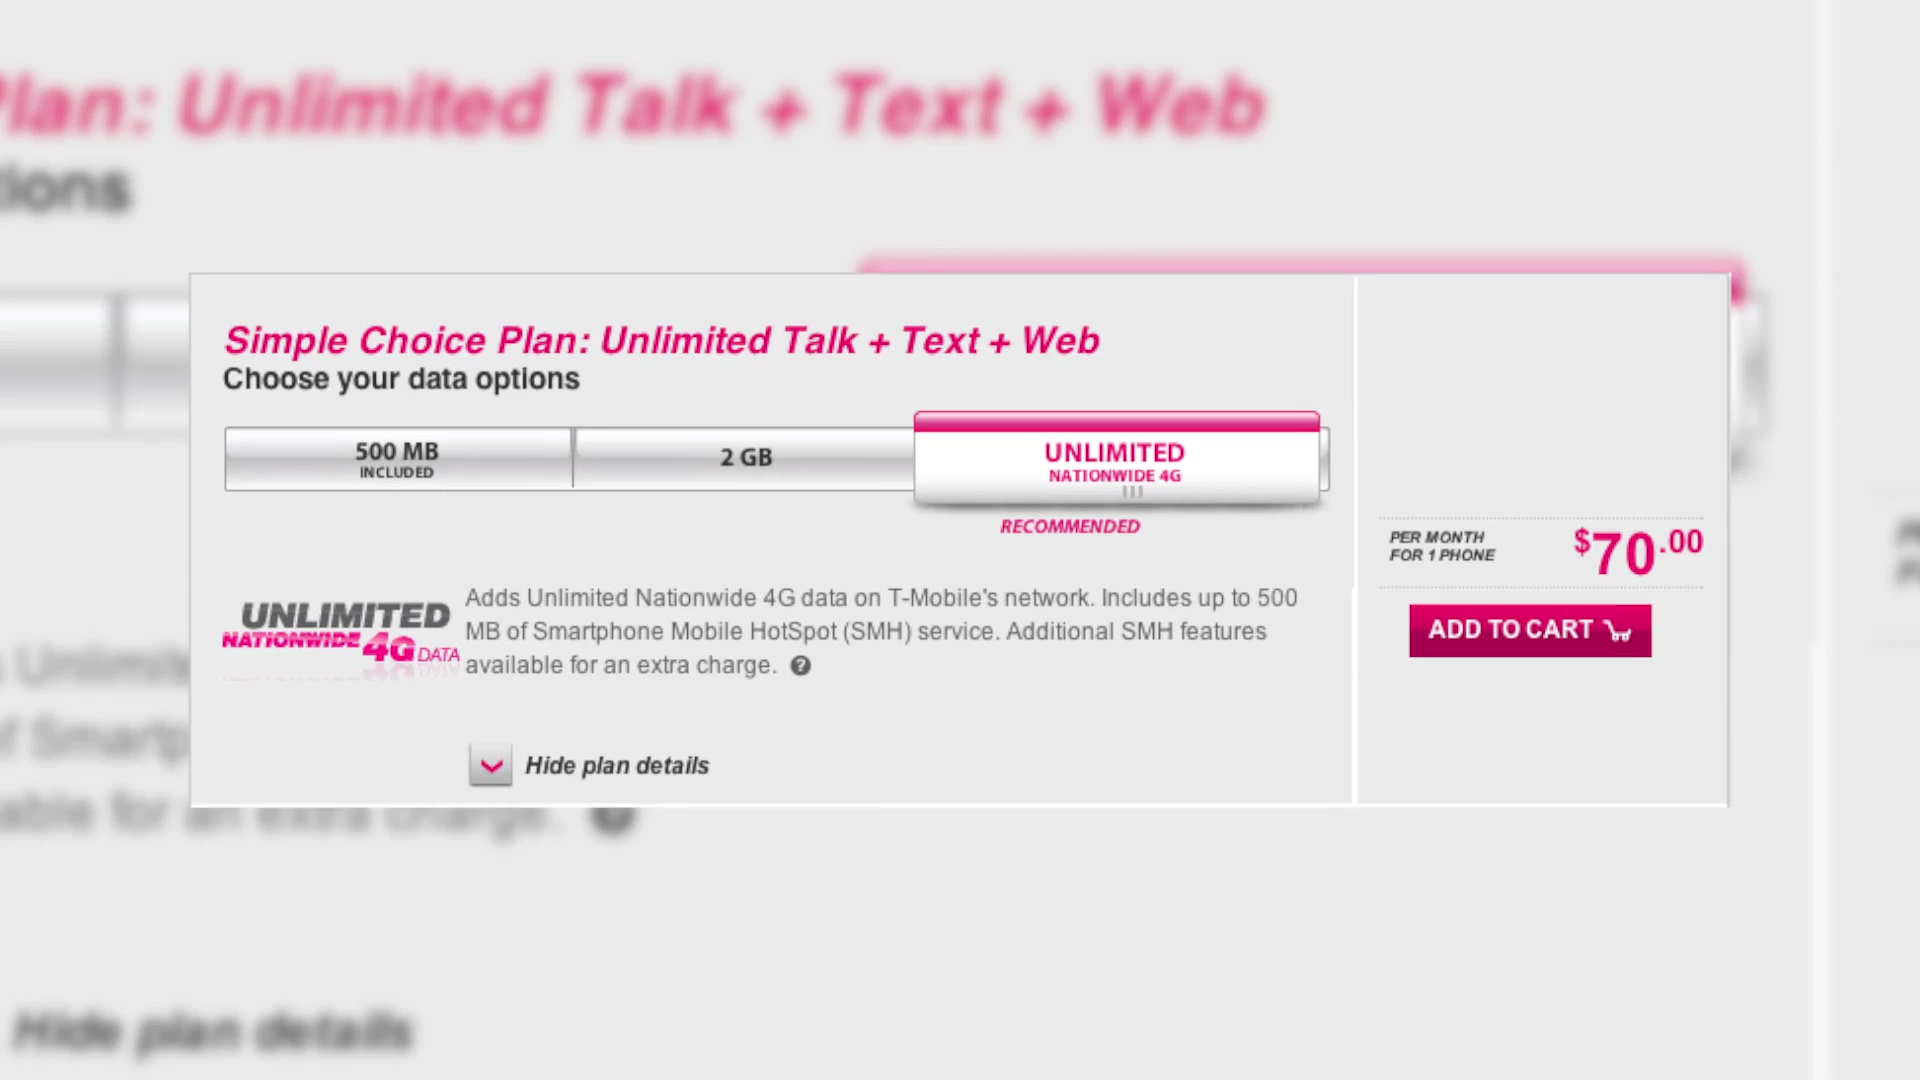 Plan: Unlimited Talk + Text + Web
Simple Choice Plan: Unlimited Talk + Text + Web
Choose your data options
500 MB
INCLUDED
2 GB
UNLIMITED
NATIONWIDE 4G
RECOMMENDED
UNLIMITED
NATIONWIDE 4G DATA
Adds Unlimited Nationwide 4G data on T-Mobile's network. Includes up to 500
MB of Smartphone Mobile HotSpot (SMH) service. Additional SMH features
available for an extra charge. ?
Hide plan details
PER MONTH
FOR 1 PHONE
$70.00
ADD TO CART
Hide plan details